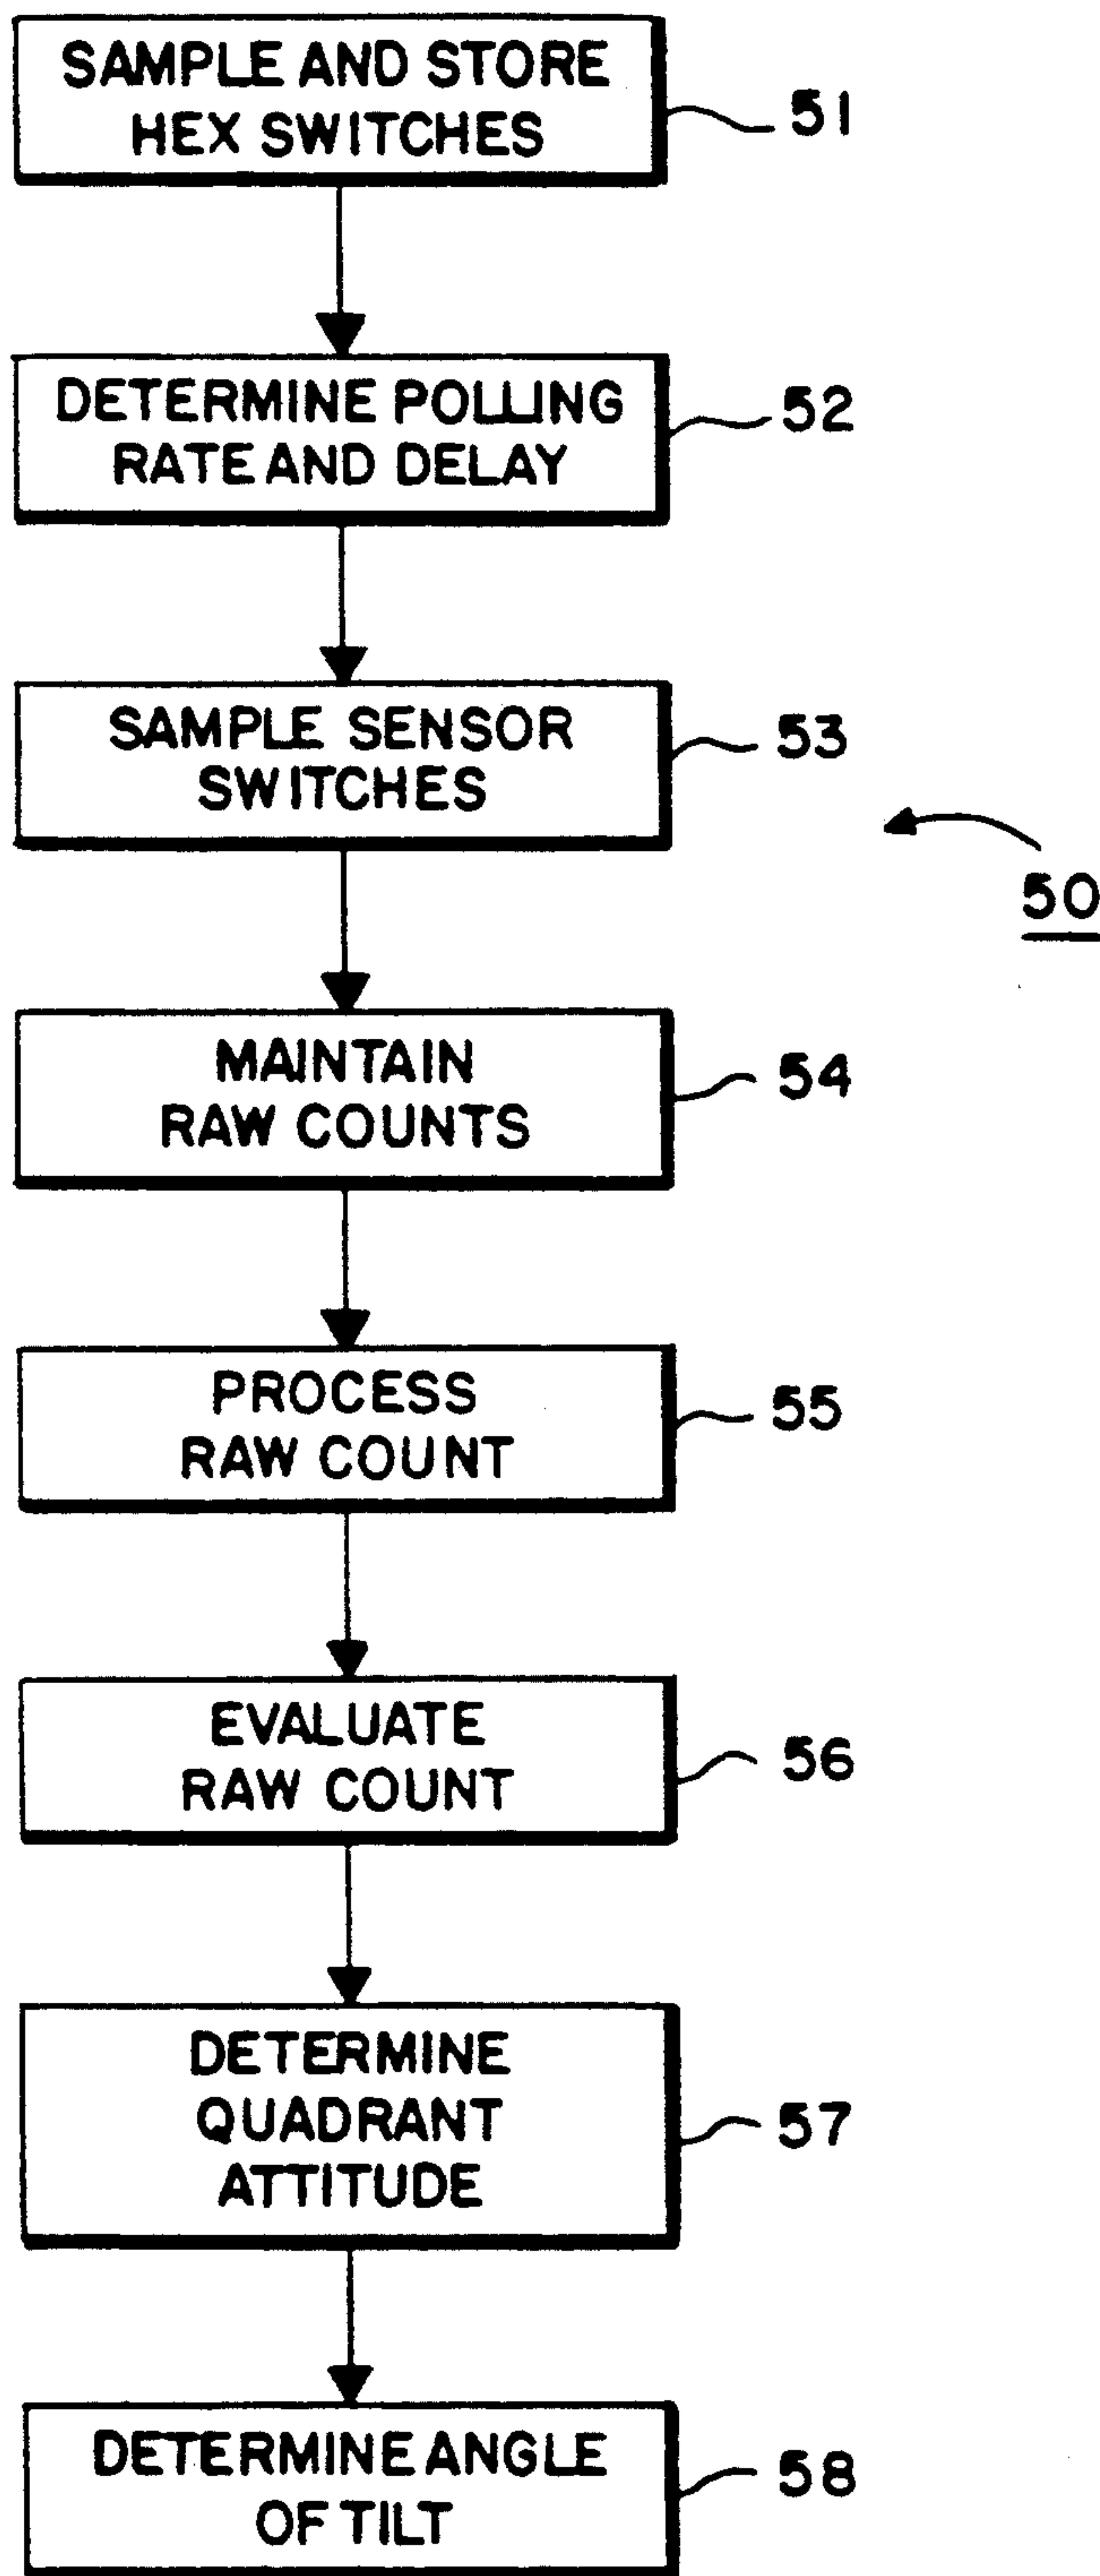 SAMPLE AND STORE
HEX SWITCHES
51
DETERMINE POLLING
RATE AND DELAY
52
SAMPLE SENSOR
SWITCHES
53
50
MAINTAIN
RAW COUNTS
54
PROCESS
RAW COUNT
55
EVALUATE
RAW COUNT
56
DETERMINE
QUADRANT
ATTITUDE
57
DETERMINE ANGLE
OF TILT
58